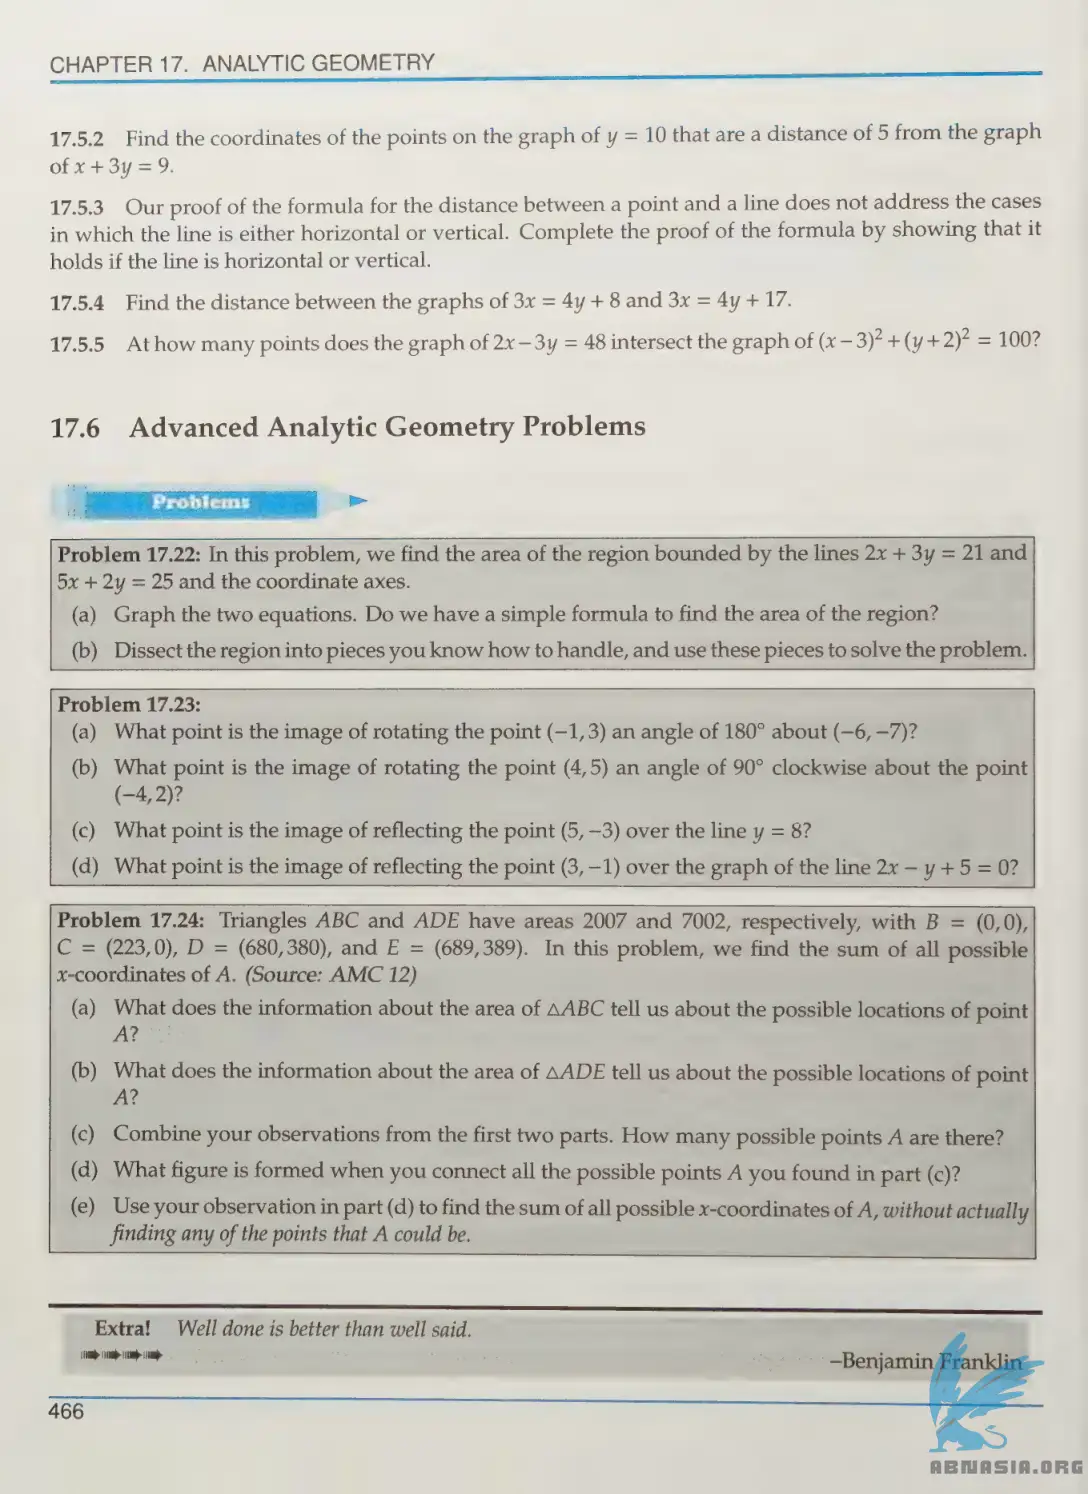 CHAPTER 17. ANALYTIC GEOMETRY
17.5.2 Find the coordinates of the points on the graph of y = 10 that are a distance of 5 from the graph
of x + 3y = 9.
17.5.3 Our proof of the formula for the distance between a point and a line does not address the cases
in which the line is either horizontal or vertical. Complete the proof of the formula by showing that it
holds if the line is horizontal or vertical.
17.5.4 Find the distance between the graphs of 3x = 4y + 8 and 3x = 4y + 17.
17.5.5 At how many points does the graph of 2x − 3y = 48 intersect the graph of (x − 3)² + (y + 2)² = 100?
17.6 Advanced Analytic Geometry Problems
Problems
Problem 17.22: In this problem, we find the area of the region bounded by the lines 2x + 3y = 21 and
5x + 2y = 25 and the coordinate axes.
(a) Graph the two equations. Do we have a simple formula to find the area of the region?
(b) Dissect the region into pieces you know how to handle, and use these pieces to solve the problem.
Problem 17.23:
(a) What point is the image of rotating the point (−1, 3) an angle of 180° about (−6, −7)?
(b) What point is the image of rotating the point (4, 5) an angle of 90° clockwise about the point
(−4, 2)?
(c) What point is the image of reflecting the point (5, −3) over the line y = 8?
(d) What point is the image of reflecting the point (3, −1) over the graph of the line 2x − y + 5 = 0?
Problem 17.24: Triangles ABC and ADE have areas 2007 and 7002, respectively, with B = (0, 0),
C = (223, 0), D = (680, 380), and E = (689, 389). In this problem, we find the sum of all possible
x-coordinates of A. (Source: AMC 12)
(a) What does the information about the area of △ABC tell us about the possible locations of point
A?
(b) What does the information about the area of △ADE tell us about the possible locations of point
A?
(c) Combine your observations from the first two parts. How many possible points A are there?
(d) What figure is formed when you connect all the possible points A you found in part (c)?
(e) Use your observation in part (d) to find the sum of all possible x-coordinates of A, without actually
finding any of the points that A could be.
Extra! Well done is better than well said.
–Benjamin Franklin
466
ABNASIA.ORG